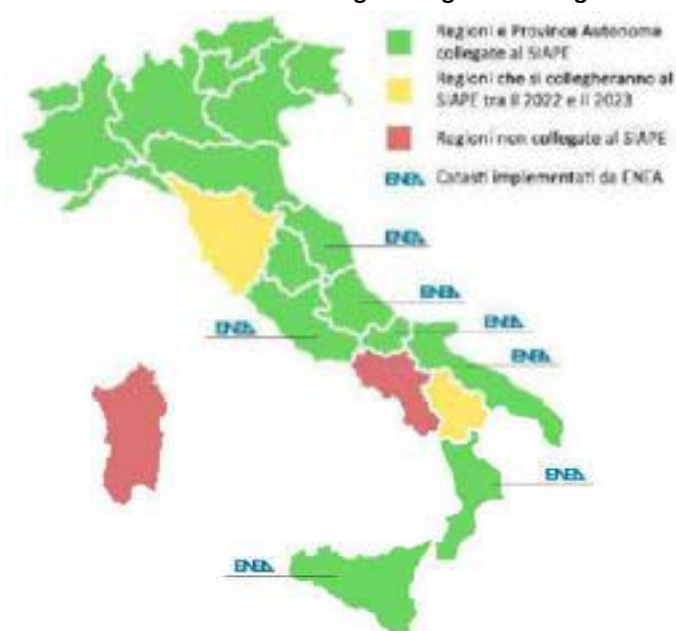 Regioni e Province Autonome
collegate al SIAPE
Regioni che si collegheranno al
SIAPE tra il 2022 e il 2023
Regioni non collegate al SIAPE
ENEA Catasti implementati da ENEA
ENEA
ENEA
ENEA
ENEA
ENEA
ENEA
ENEA